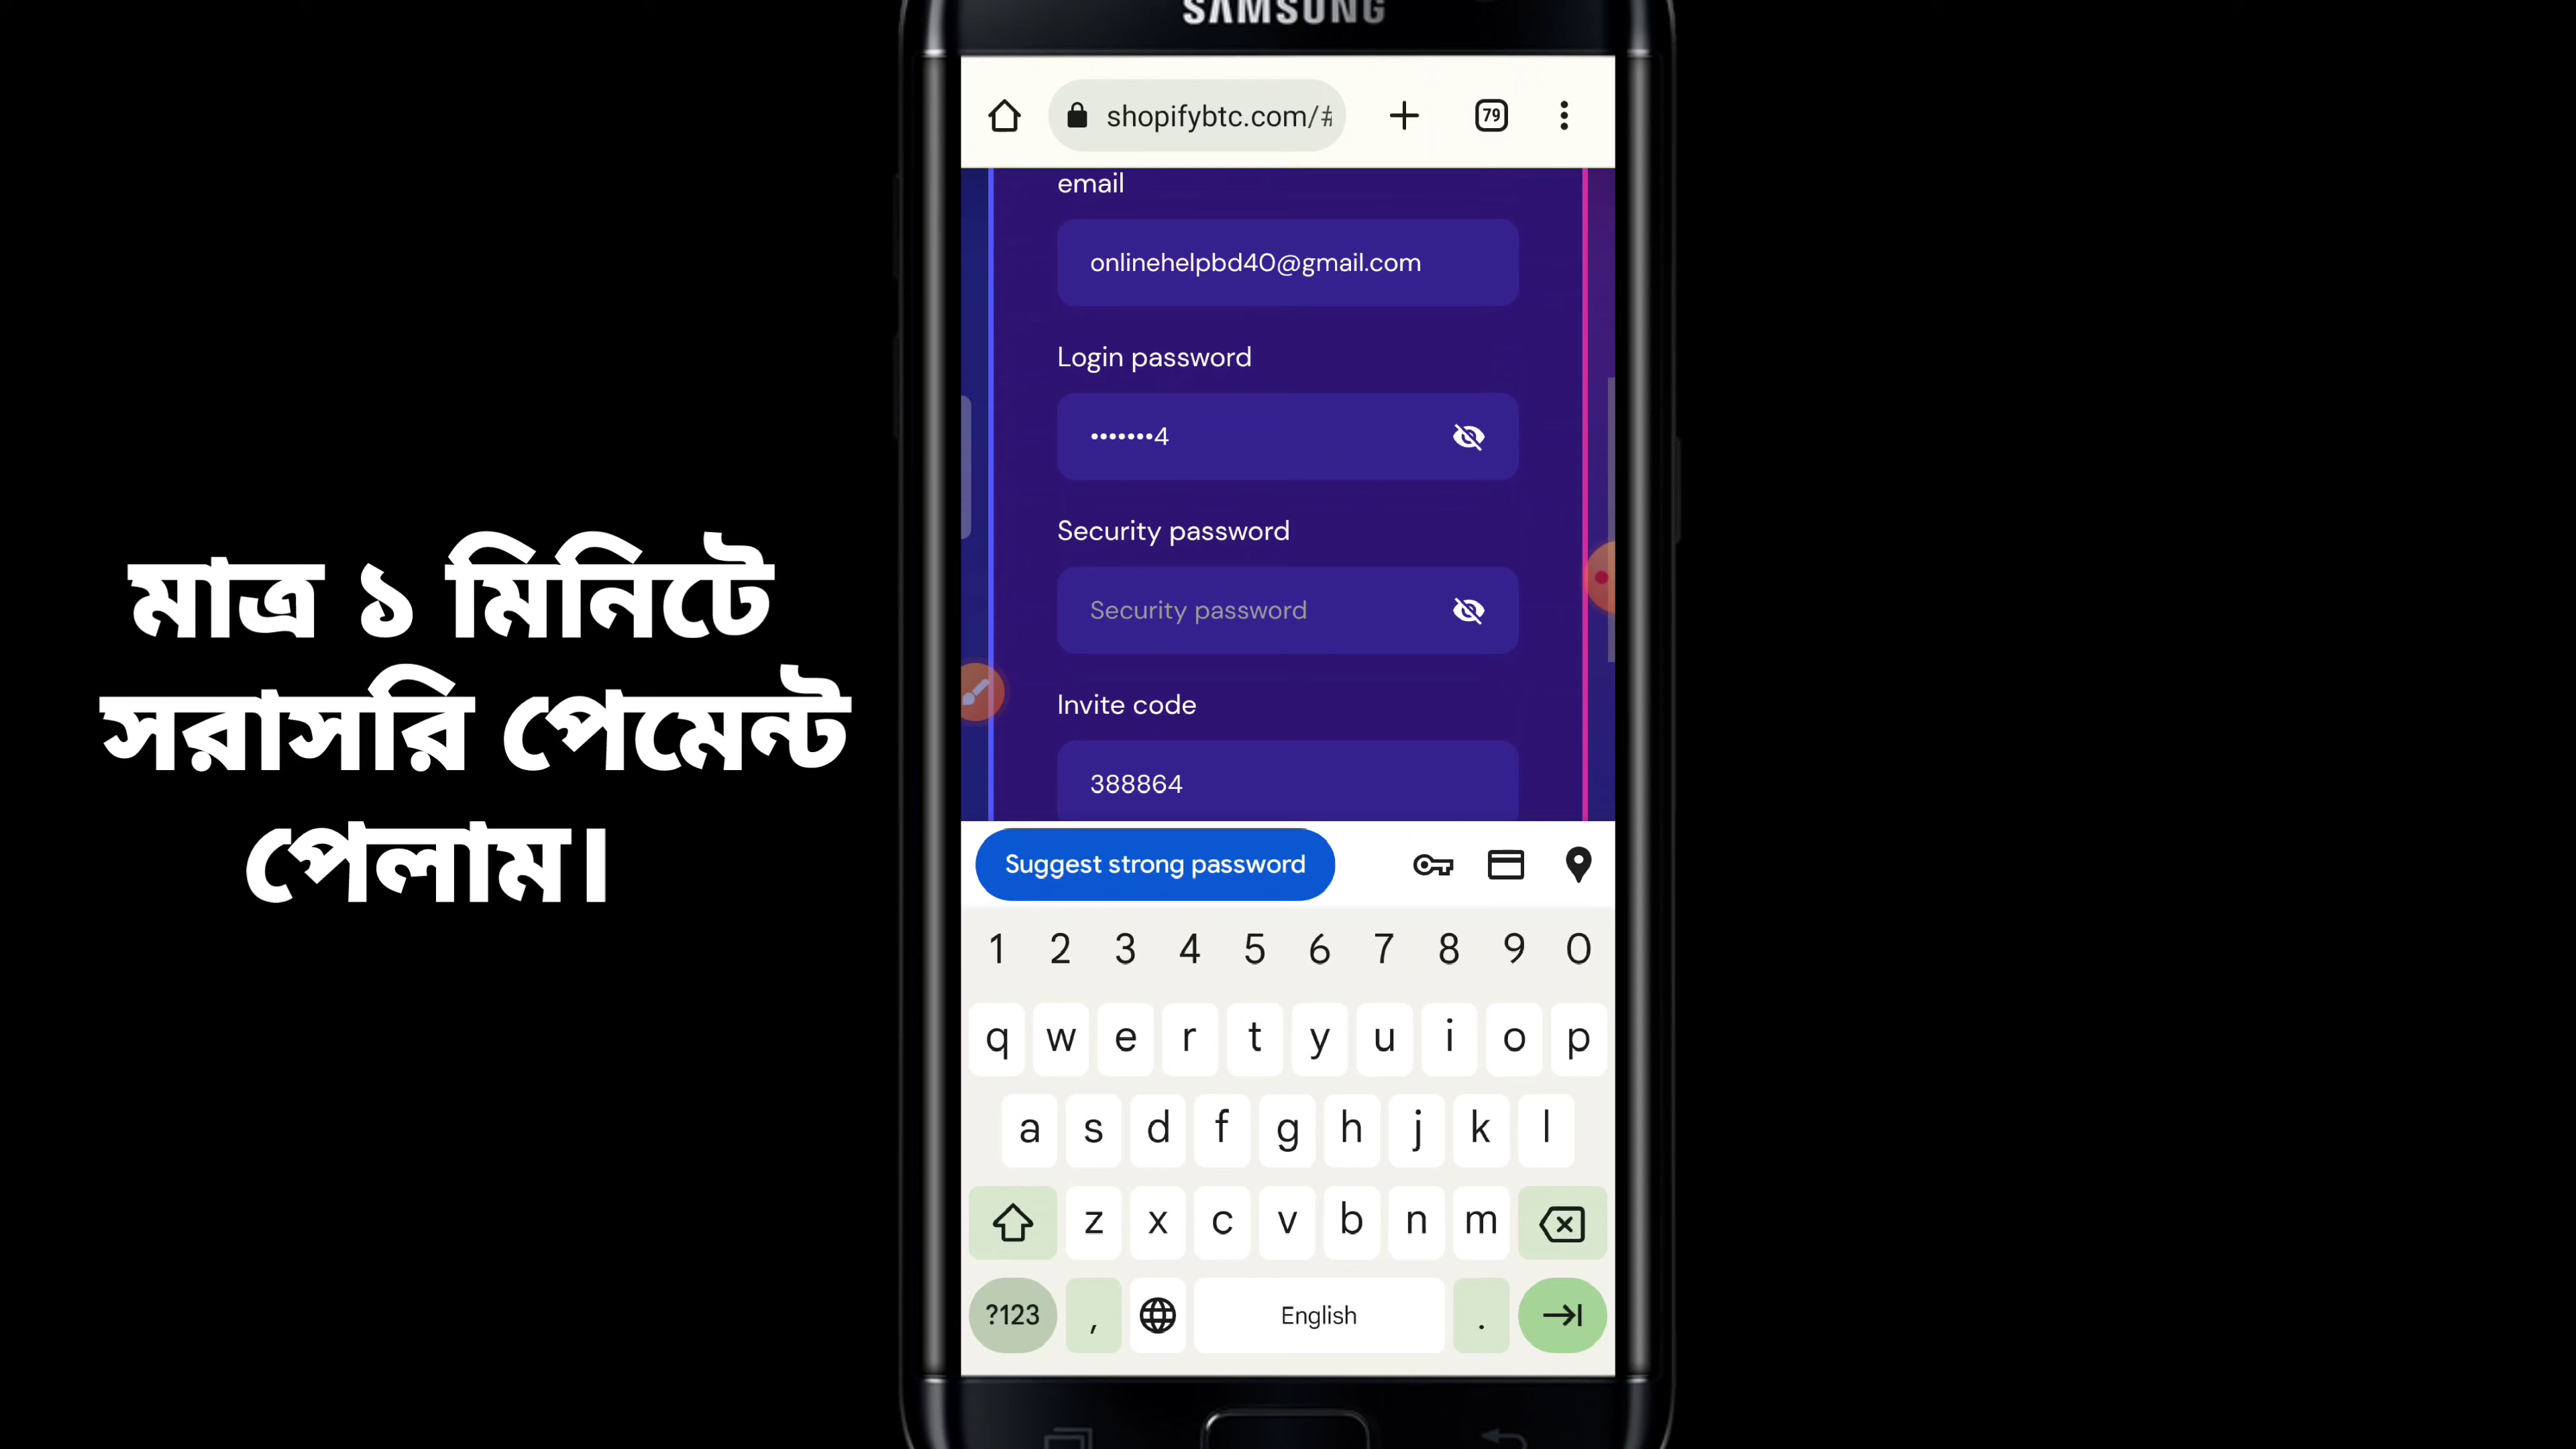 SAMSUNG
shopifybtc.com/#
79
email
onlinehelpbd40@gmail.com
Login password
•••••••4
Security password
Security password
Invite code
388864
মাত্র ১ মিনিটে
সরাসরি পেমেন্ট
পেলাম।
Suggest strong password
1 2 3 4 5 6 7 8 9 0
q w e r t y u i o p
a s d f g h j k l
z x c v b n m
?123 , English .